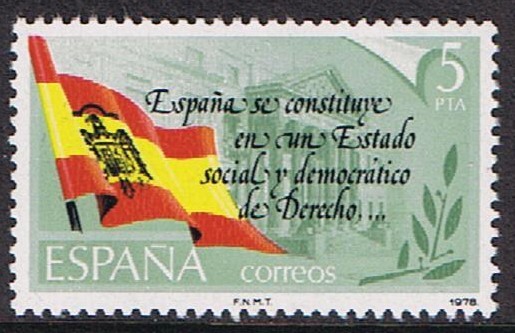 5
PTA
España se constituye
en un Estado
social y democrático
de Derecho, ...
ESPAÑA correos
F.N.M.T. 1978